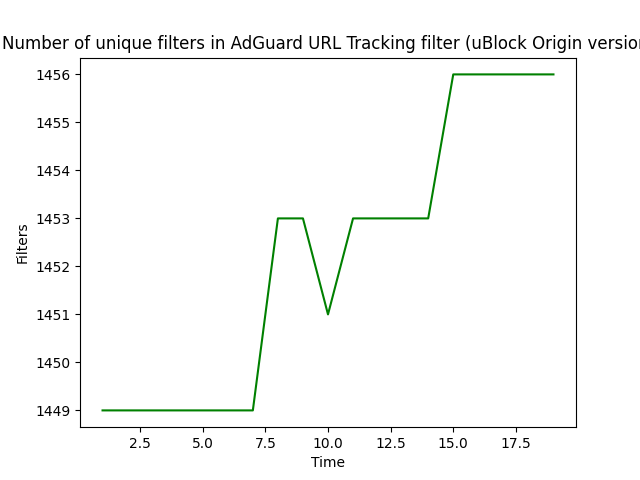 Number of unique filters in AdGuard URL Tracking filter (uBlock Origin version
1456
1455
1454
1453
1452
1451
1450
1449
Filters
2.5 5.0 7.5 10.0 12.5 15.0 17.5
Time